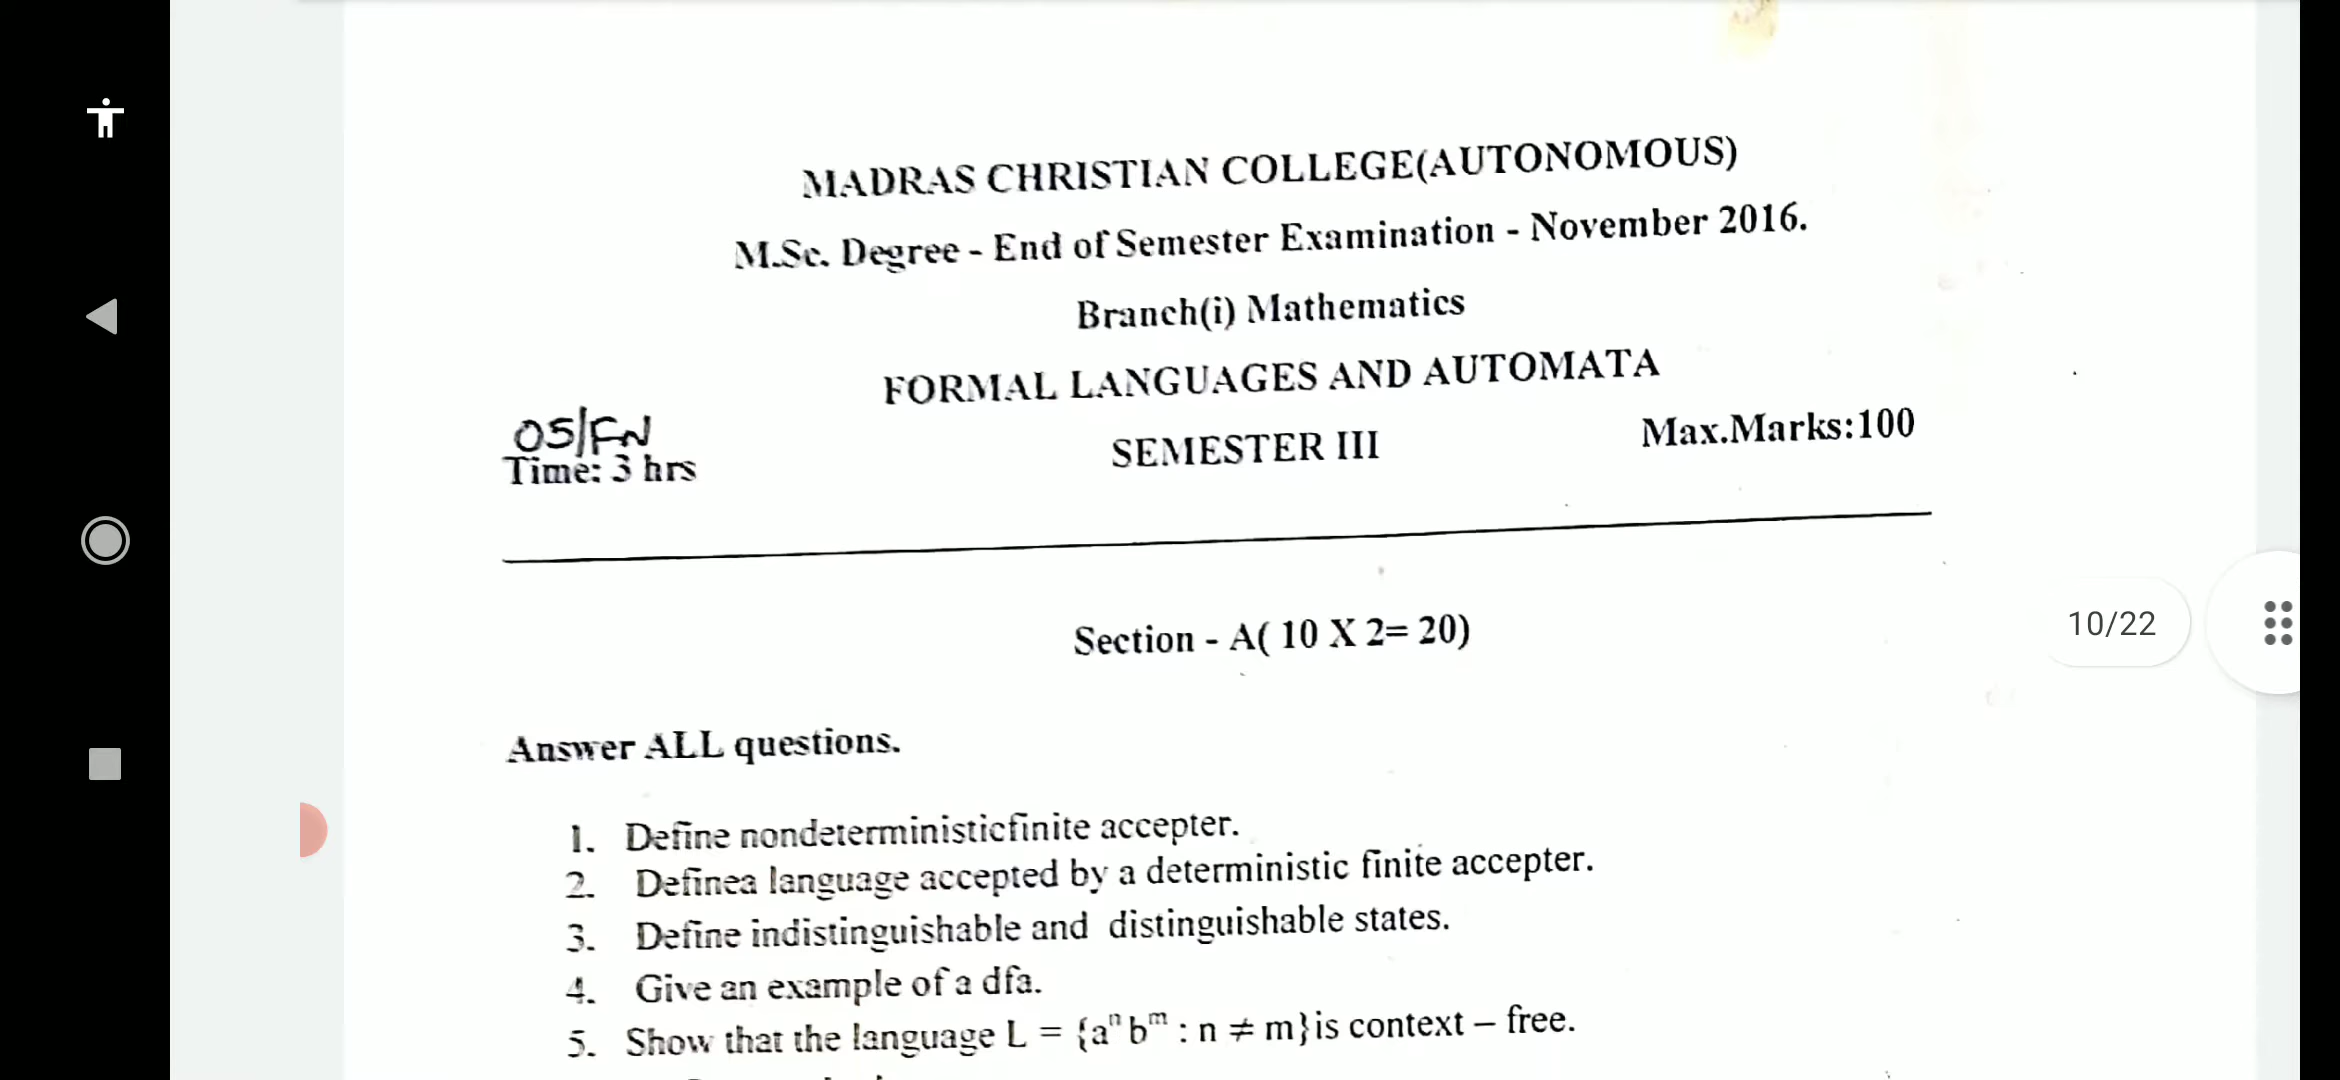 MADRAS CHRISTIAN COLLEGE(AUTONOMOUS)
M.Sc. Degree - End of Semester Examination - November 2016.
Branch(i) Mathematics
FORMAL LANGUAGES AND AUTOMATA
05/FN
SEMESTER III
Max.Marks:100
Time: 3 hrs
Section - A( 10 X 2= 20)
10/22
Answer ALL questions.
1. Define nondeterministicfinite accepter.
2. Definea language accepted by a deterministic finite accepter.
3. Define indistinguishable and distinguishable states.
4. Give an example of a dfa.
5. Show that the language L = {aⁿ bᵐ : n ≠ m}is context – free.